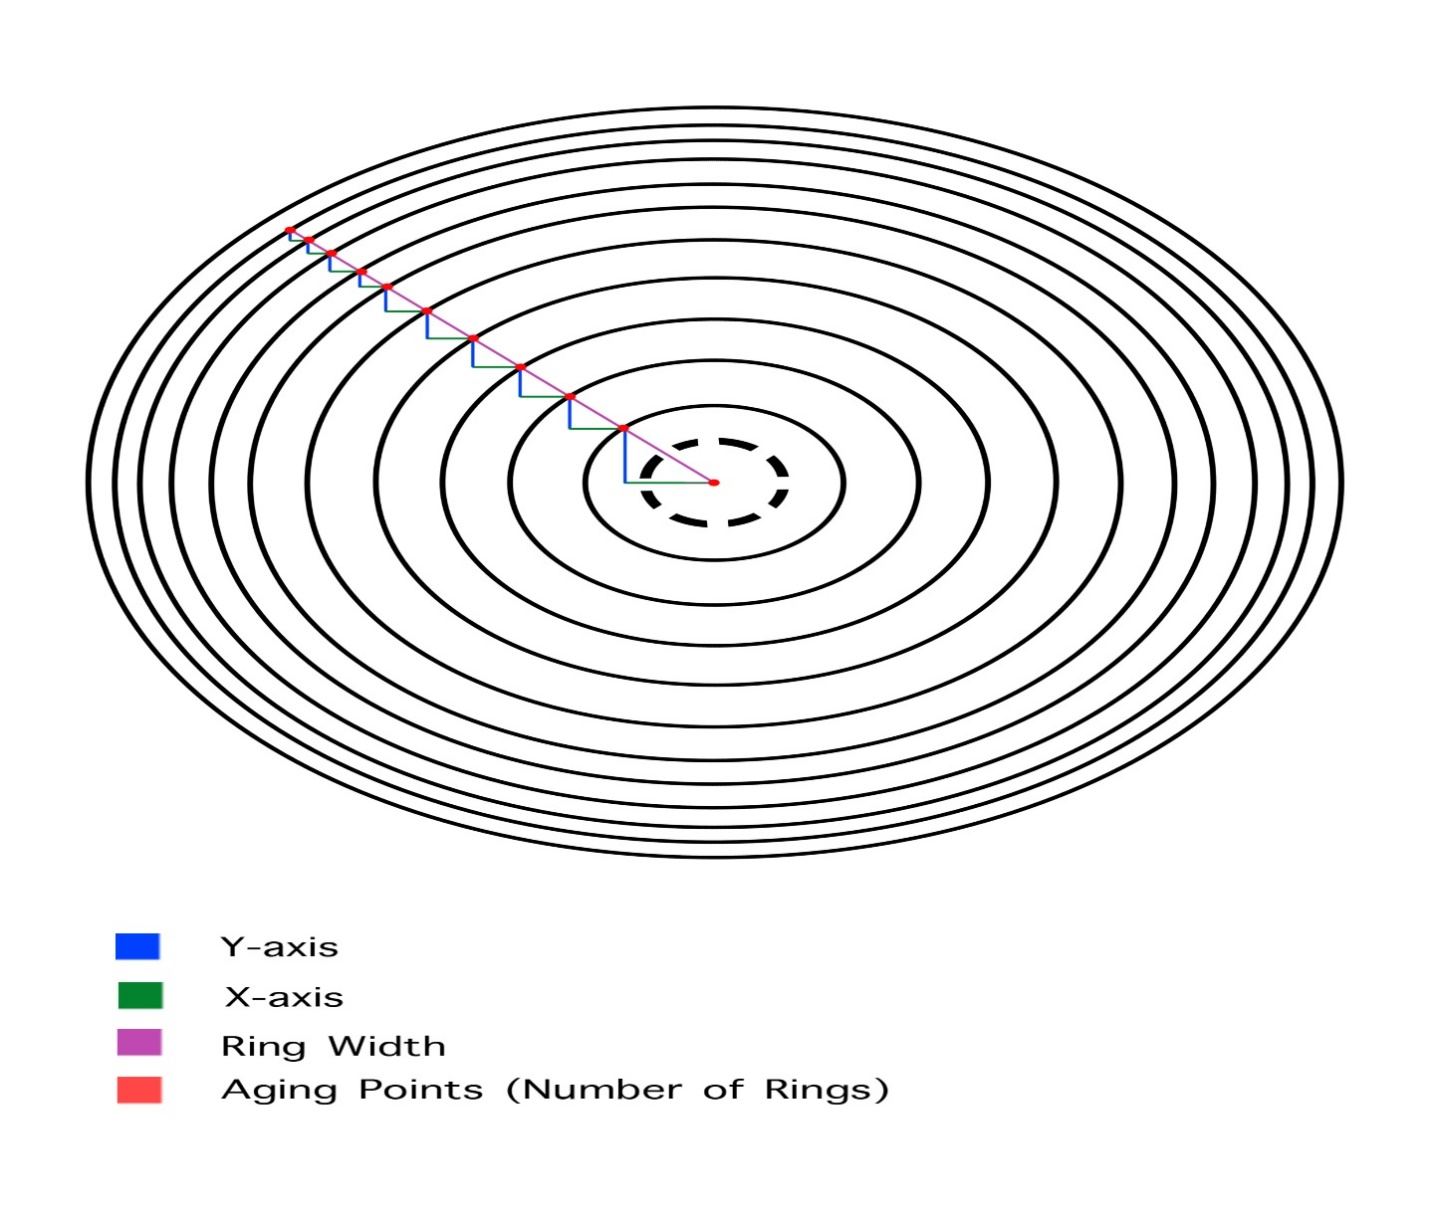 Y-axis
X-axis
Ring Width
Aging Points (Number of Rings)